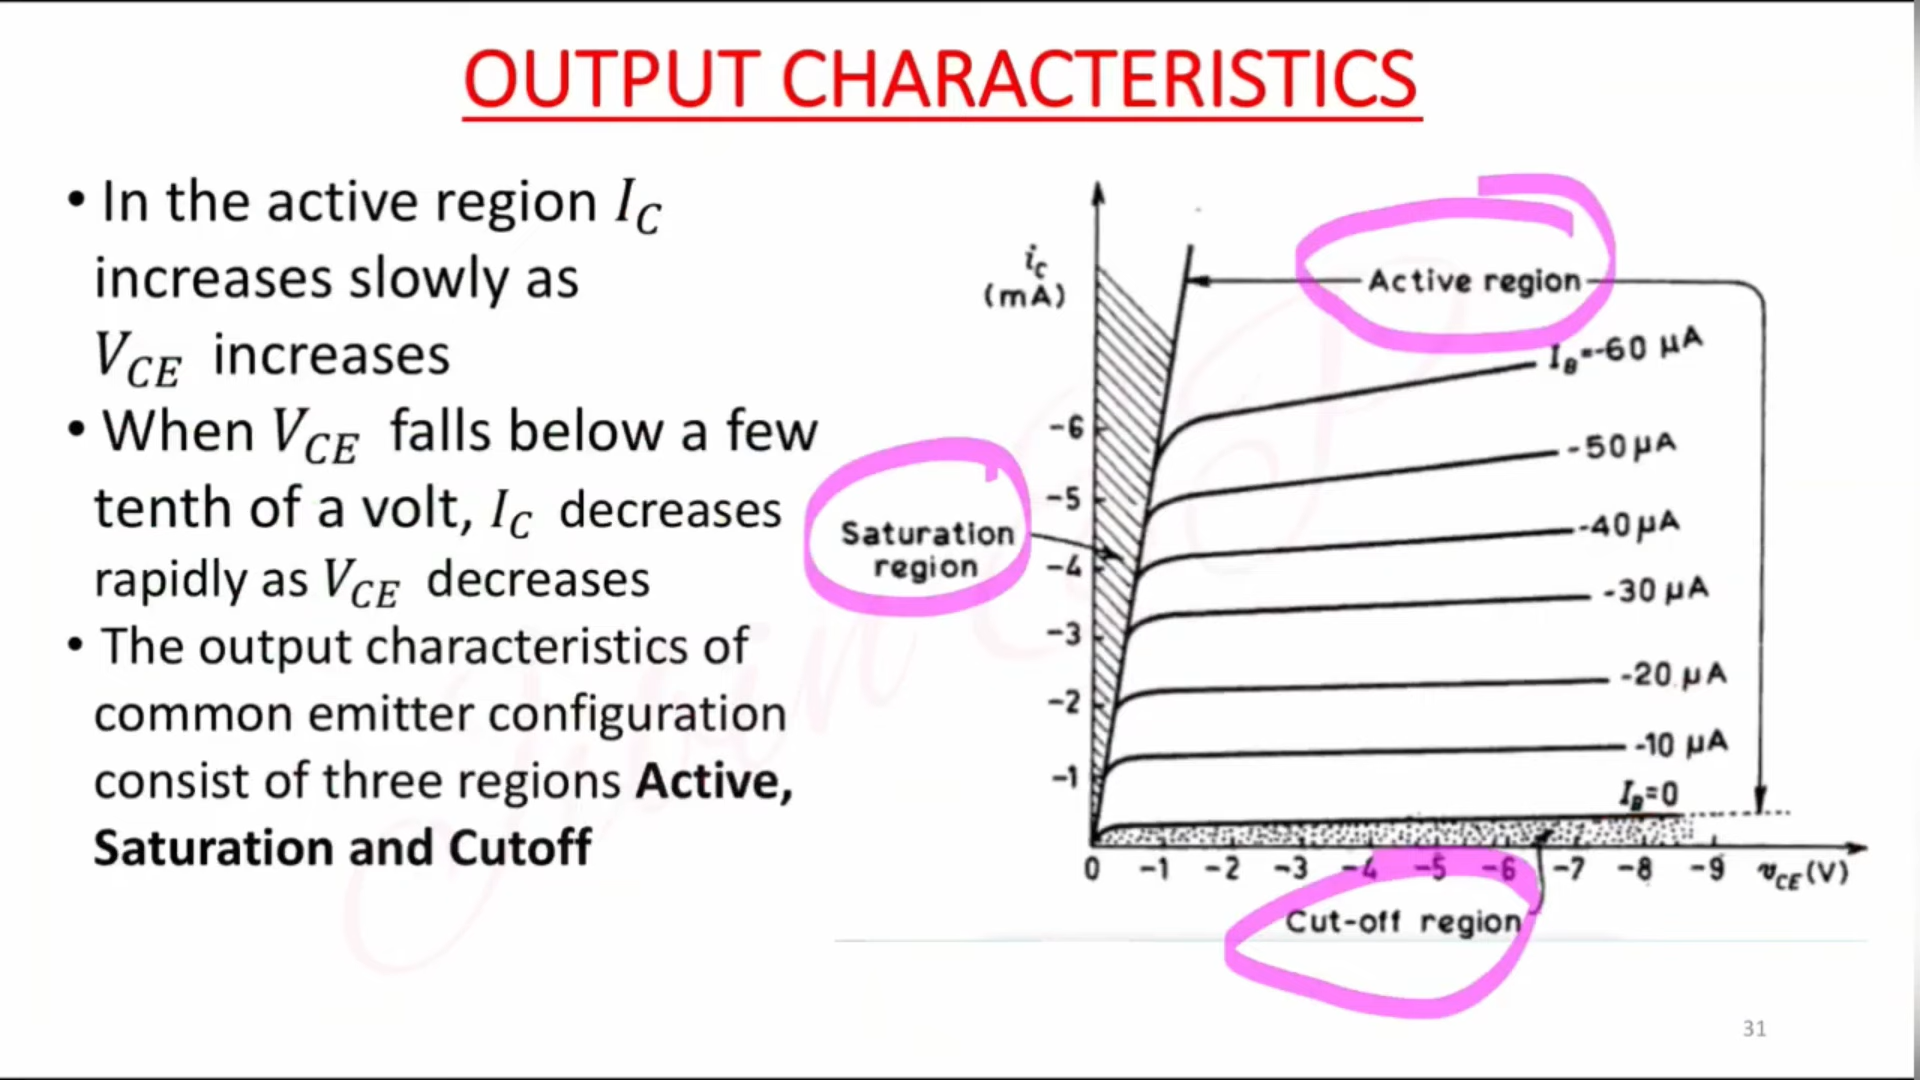 OUTPUT CHARACTERISTICS
• In the active region I_C
increases slowly as
V_CE increases
• When V_CE falls below a few
tenth of a volt, I_C decreases
rapidly as V_CE decreases
• The output characteristics of
common emitter configuration
consist of three regions Active,
Saturation and Cutoff
i_C
(mA)
Active region
I_B=-60 μA
-6
-50 μA
-5
Saturation
region
-40 μA
-4
-30 μA
-3
-20 μA
-2
-10 μA
-1
I_B=0
0 -1 -2 -3 -4 -5 -6 -7 -8 -9 v_CE (V)
Cut-off region
31